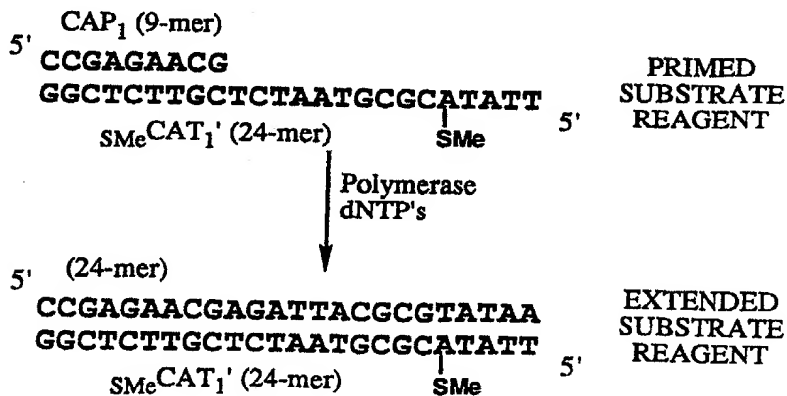 CAP₁ (9-mer)
5'
CCGAGAACG
GGCTCTTGCTCTAATGCGCATATT
5'
SMeCAT₁' (24-mer)
SMe
PRIMED
SUBSTRATE
REAGENT
Polymerase
dNTP's
5' (24-mer)
CCGAGAACGAGATTACGCGTATAA
GGCTCTTGCTCTAATGCGCATATT
5'
SMeCAT₁' (24-mer)
SMe
EXTENDED
SUBSTRATE
REAGENT